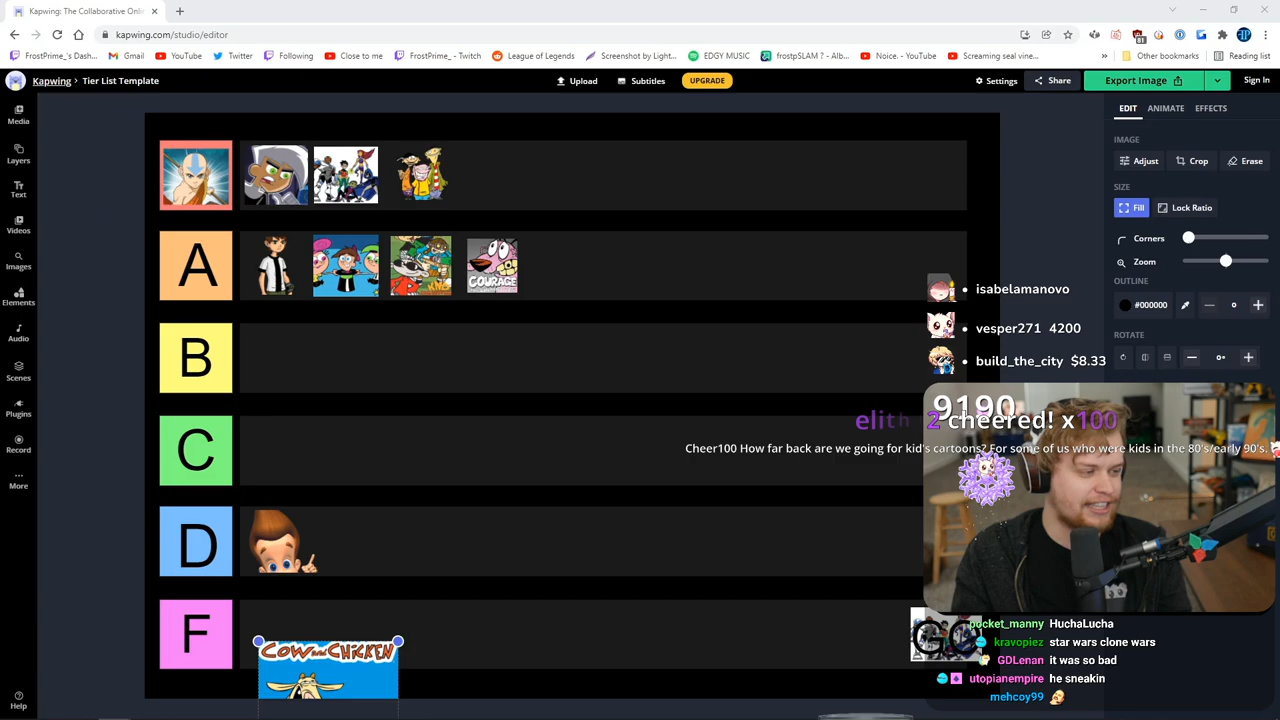 Kapwing: The Collaborative Onli
kapwing.com/studio/editor
FrostPrime_'s Dash...
Gmail
YouTube
Twitter
Following
Close to me
FrostPrime_ - Twitch
League of Legends
Screenshot by Light...
EDGY MUSIC
frostpSLAM ? - Alb...
Noice. - YouTube
Screaming seal vine...
Other bookmarks
Reading list
Kapwing
Tier List Template
Upload
Subtitles
UPGRADE
Settings
Share
Export Image
Sign In
Media
Layers
Text
Videos
Images
Elements
Audio
Scenes
Plugins
Record
More
Help
A
B
C
D
F
COURAGE
COW and CHICKEN
EDIT
ANIMATE
EFFECTS
IMAGE
Adjust
Crop
Erase
SIZE
Fill
Lock Ratio
Corners
Zoom
OUTLINE
#000000
0
ROTATE
isabelamanovo
vesper271 4200
build_the_city $8.33
9190
elith 2 cheered! x100
Cheer100 How far back are we going for kid's cartoons? For some of us who were kids in the 80's/early 90's.
GO
pocket_manny HuchaLucha
kravopiez star wars clone wars
GDLenan it was so bad
utopianempire he sneakin
mehcoy99